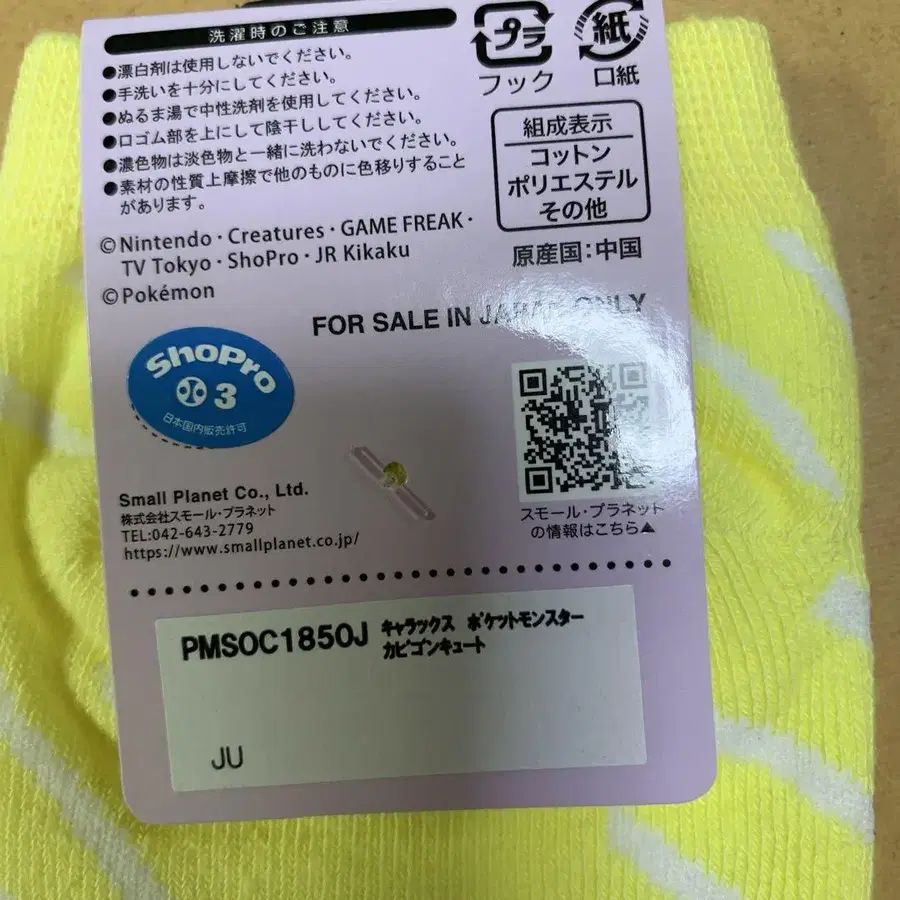 洗濯時のご注意
●漂白剤は使用しないでください。
●手洗いを十分にしてください。
●ぬるま湯で中性洗剤を使用してください。
●口ゴム部を上にして陰干ししてください。
●濃色物は淡色物と一緒に洗わないでください。
●素材の性質上摩擦で他のものに色移りすること
があります。
プラ
フック
紙
口紙
組成表示
コットン
ポリエステル
その他
原産国:中国
©Nintendo・Creatures・GAME FREAK・
TV Tokyo・ShoPro・JR Kikaku
©Pokémon
FOR SALE IN JAPAN ONLY
ShoPro
3
日本国内販売許可
Small Planet Co., Ltd.
株式会社スモール・プラネット
TEL:042-643-2779
https://www.smallplanet.co.jp/
スモール・プラネット
の情報はこちら▲
PMSOC1850J キャラックス ポケットモンスター
カビゴンキュート
JU